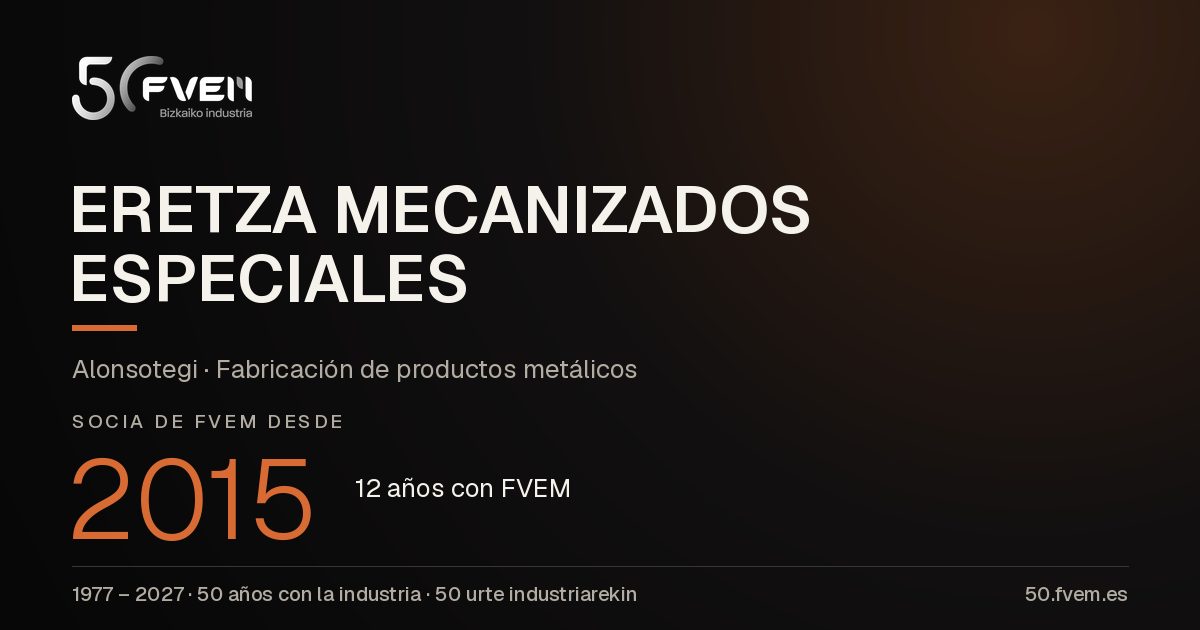 50 FVEM
Bizkaiko industria
ERETZA MECANIZADOS
ESPECIALES
Alonsotegi · Fabricación de productos metálicos
SOCIA DE FVEM DESDE
2015
12 años con FVEM
1977 – 2027 · 50 años con la industria · 50 urte industriarekin
50.fvem.es